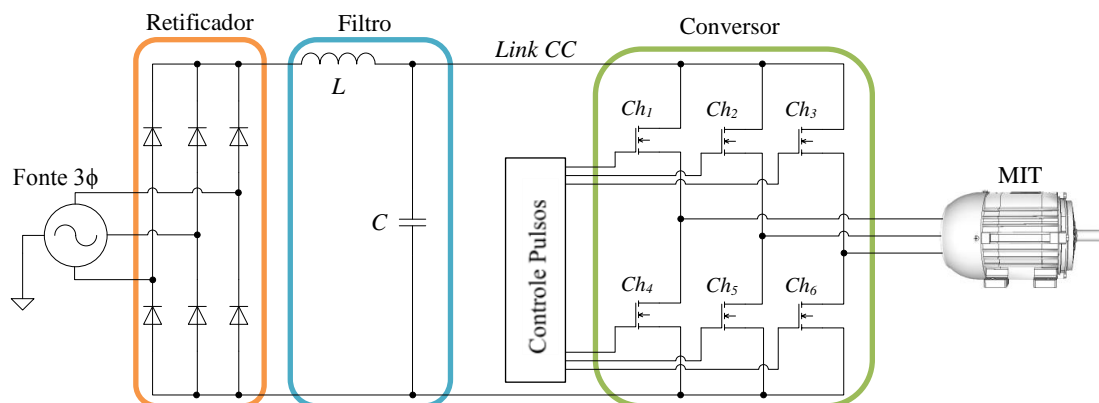 Retificador
Filtro
Conversor
Link CC
L
Ch1
Ch2
Ch3
Fonte 3ϕ
MIT
C
Controle Pulsos
Ch4
Ch5
Ch6